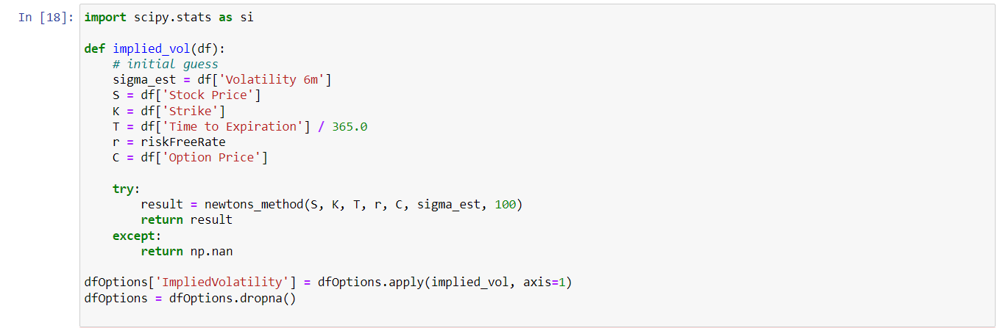 In [18]: import scipy.stats as si
def implied_vol(df):
    # initial guess
    sigma_est = df['Volatility 6m']
    S = df['Stock Price']
    K = df['Strike']
    T = df['Time to Expiration'] / 365.0
    r = riskFreeRate
    C = df['Option Price']
    try:
        result = newtons_method(S, K, T, r, C, sigma_est, 100)
        return result
    except:
        return np.nan
dfOptions['ImpliedVolatility'] = dfOptions.apply(implied_vol, axis=1)
dfOptions = dfOptions.dropna()